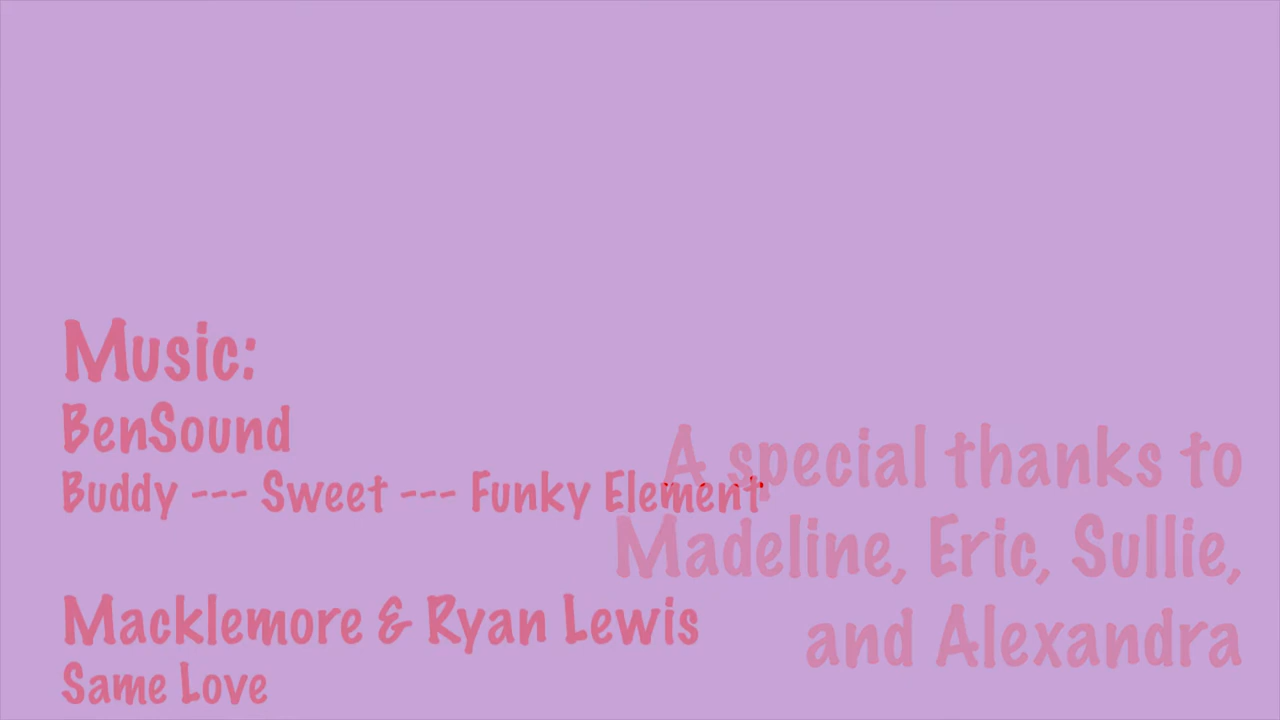 Music:
BenSound
Buddy --- Sweet --- Funky Element
Macklemore & Ryan Lewis
Same Love
A special thanks to
Madeline, Eric, Sullie,
and Alexandra